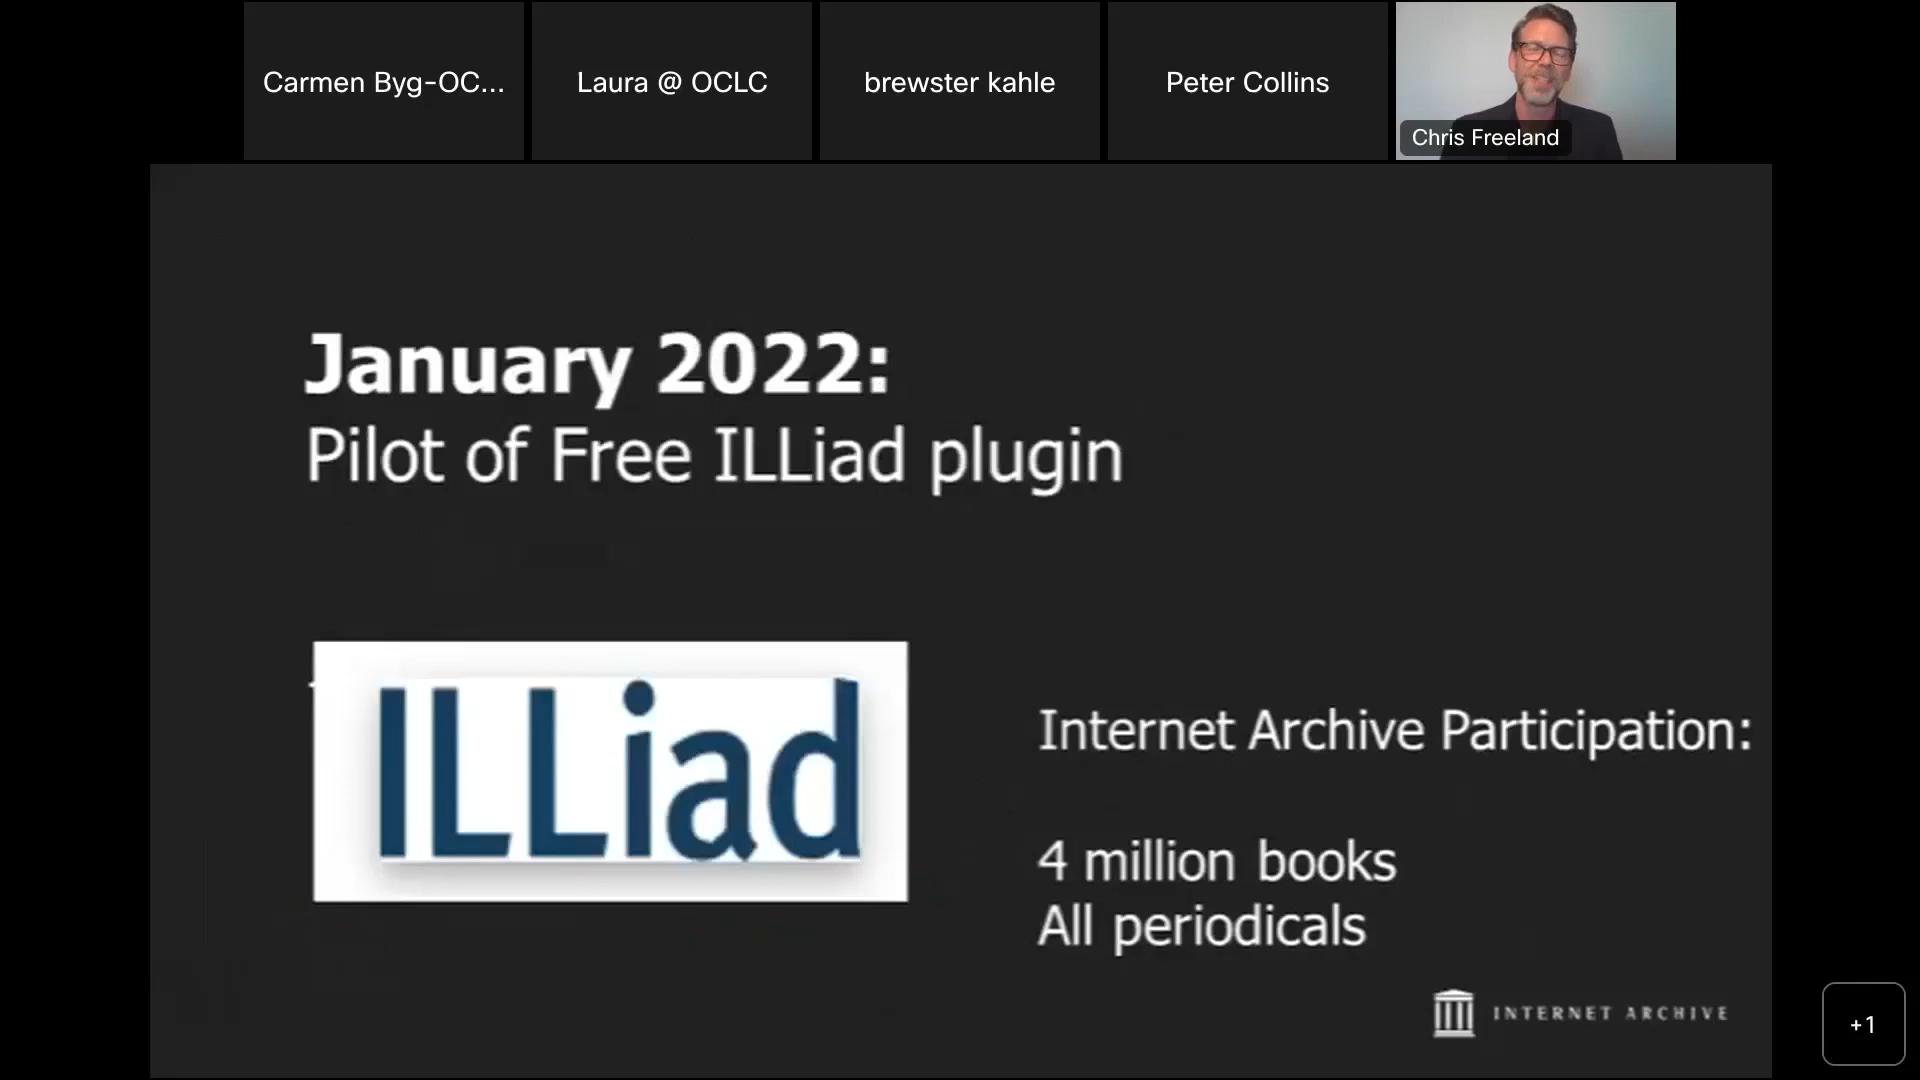 Carmen Byg-OC...
Laura @ OCLC
brewster kahle
Peter Collins
Chris Freeland
January 2022:
Pilot of Free ILLiad plugin
ILLiad
Internet Archive Participation:
4 million books
All periodicals
INTERNET ARCHIVE
+1